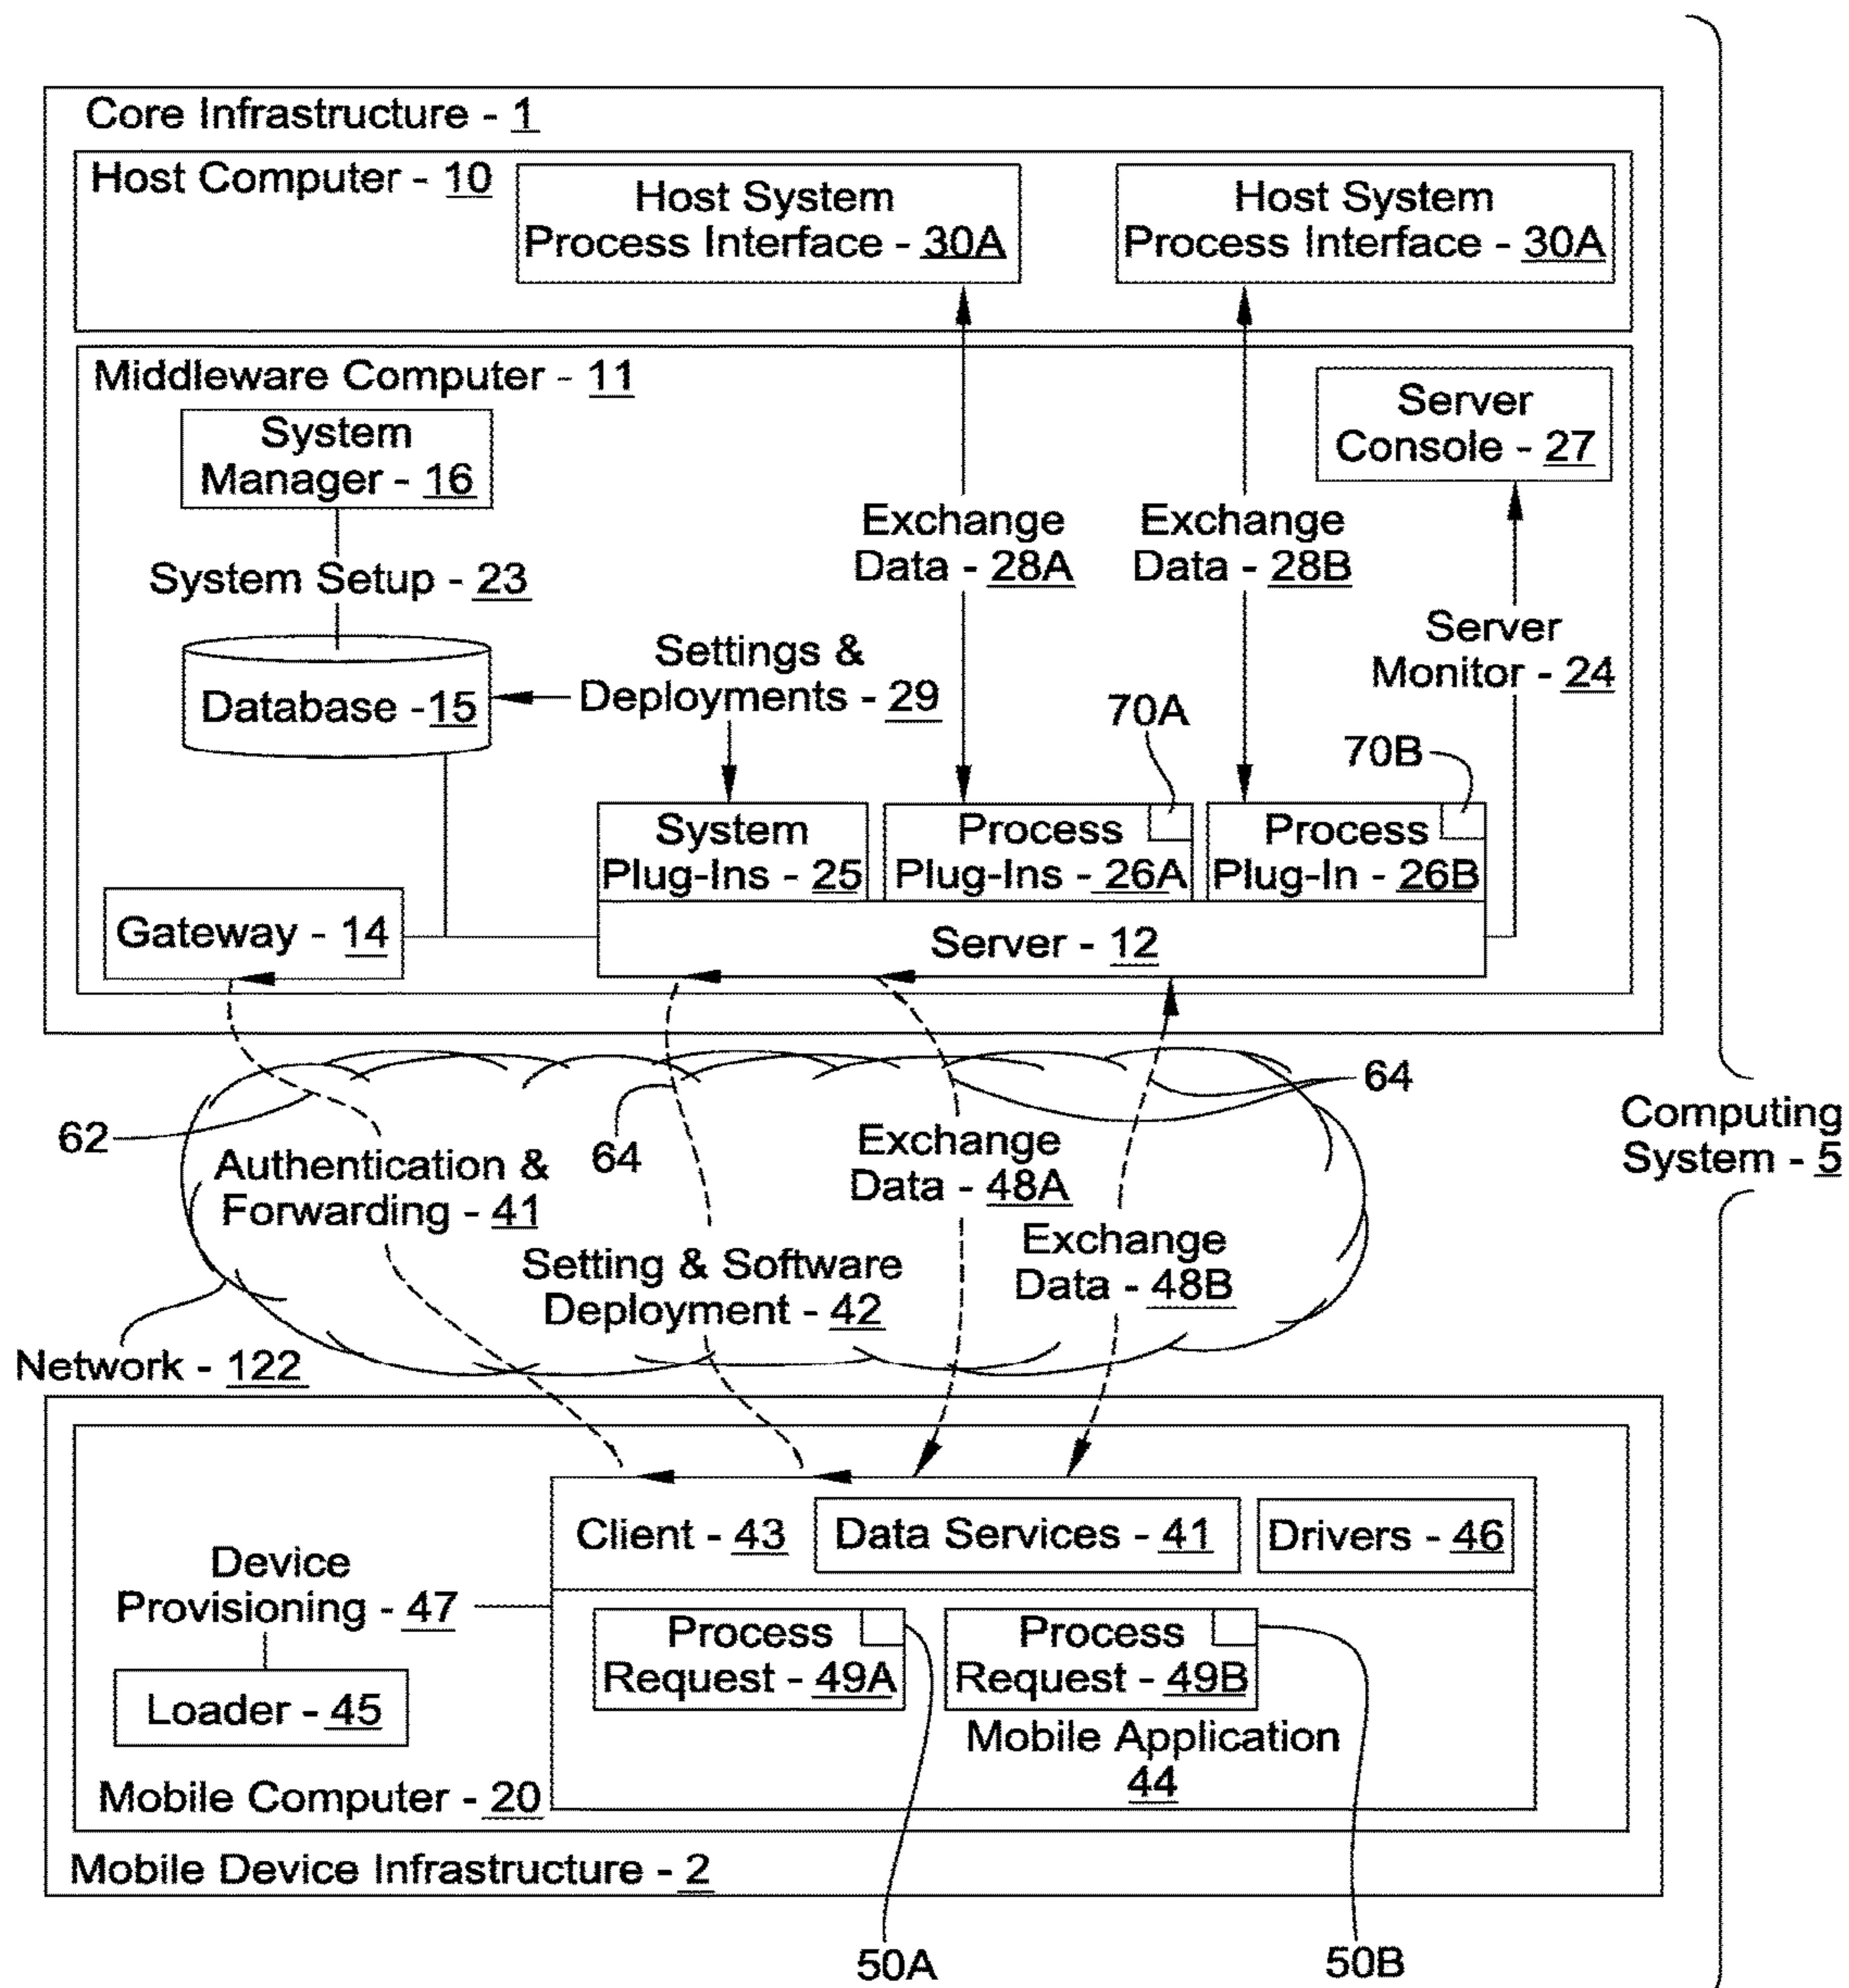 Core Infrastructure - 1
Host Computer - 10
Host System
Process Interface - 30A
Host System
Process Interface - 30A
Middleware Computer - 11
System
Manager - 16
Server
Console - 27
System Setup - 23
Exchange
Data - 28A
Exchange
Data - 28B
Database -15
Settings &
Deployments - 29
Server
Monitor - 24
70A
70B
System
Plug-Ins - 25
Process
Plug-Ins - 26A
Process
Plug-In - 26B
Gateway - 14
Server - 12
62
64
64
Authentication &
Forwarding - 41
Exchange
Data - 48A
Computing
System - 5
Setting & Software
Deployment - 42
Exchange
Data - 48B
Network - 122
Client - 43
Data Services - 41
Drivers - 46
Device
Provisioning - 47
Process
Request - 49A
Process
Request - 49B
Loader - 45
Mobile Application
44
Mobile Computer - 20
Mobile Device Infrastructure - 2
50A
50B